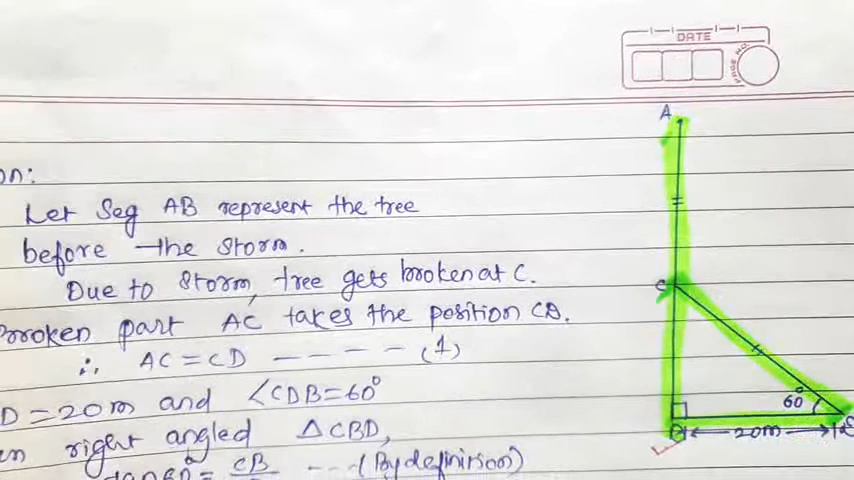 DATE
PAGE NO.
A
on:
Let Seg AB represent the tree
before the storm.
Due to storm, tree gets broken at C.
C
Broken part AC takes the position CD.
∴ AC = CD ---- (1)
D = 20m and ∠CDB = 60°
60°
20m
In right angled △CBD,
tan60° = CB --- (By definition)